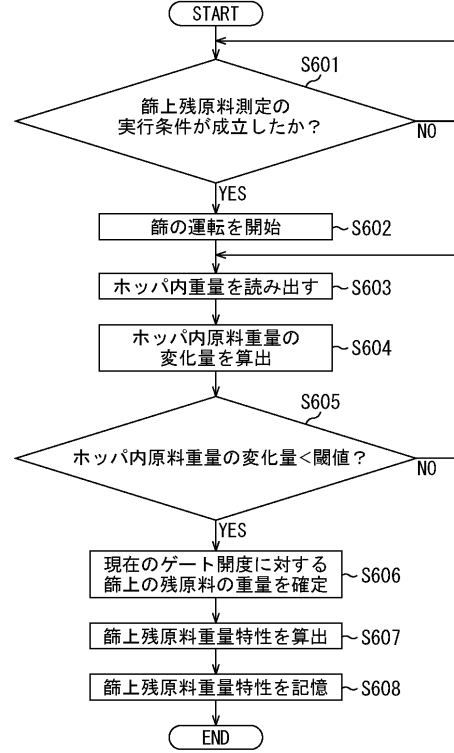 START
S601
篩上残原料測定の
実行条件が成立したか？
NO
YES
篩の運転を開始
S602
ホッパ内重量を読み出す
S603
ホッパ内原料重量の
変化量を算出
S604
S605
ホッパ内原料重量の変化量<閾値？
NO
YES
現在のゲート開度に対する
篩上の残原料の重量を確定
S606
篩上残原料重量特性を算出
S607
篩上残原料重量特性を記憶
S608
END